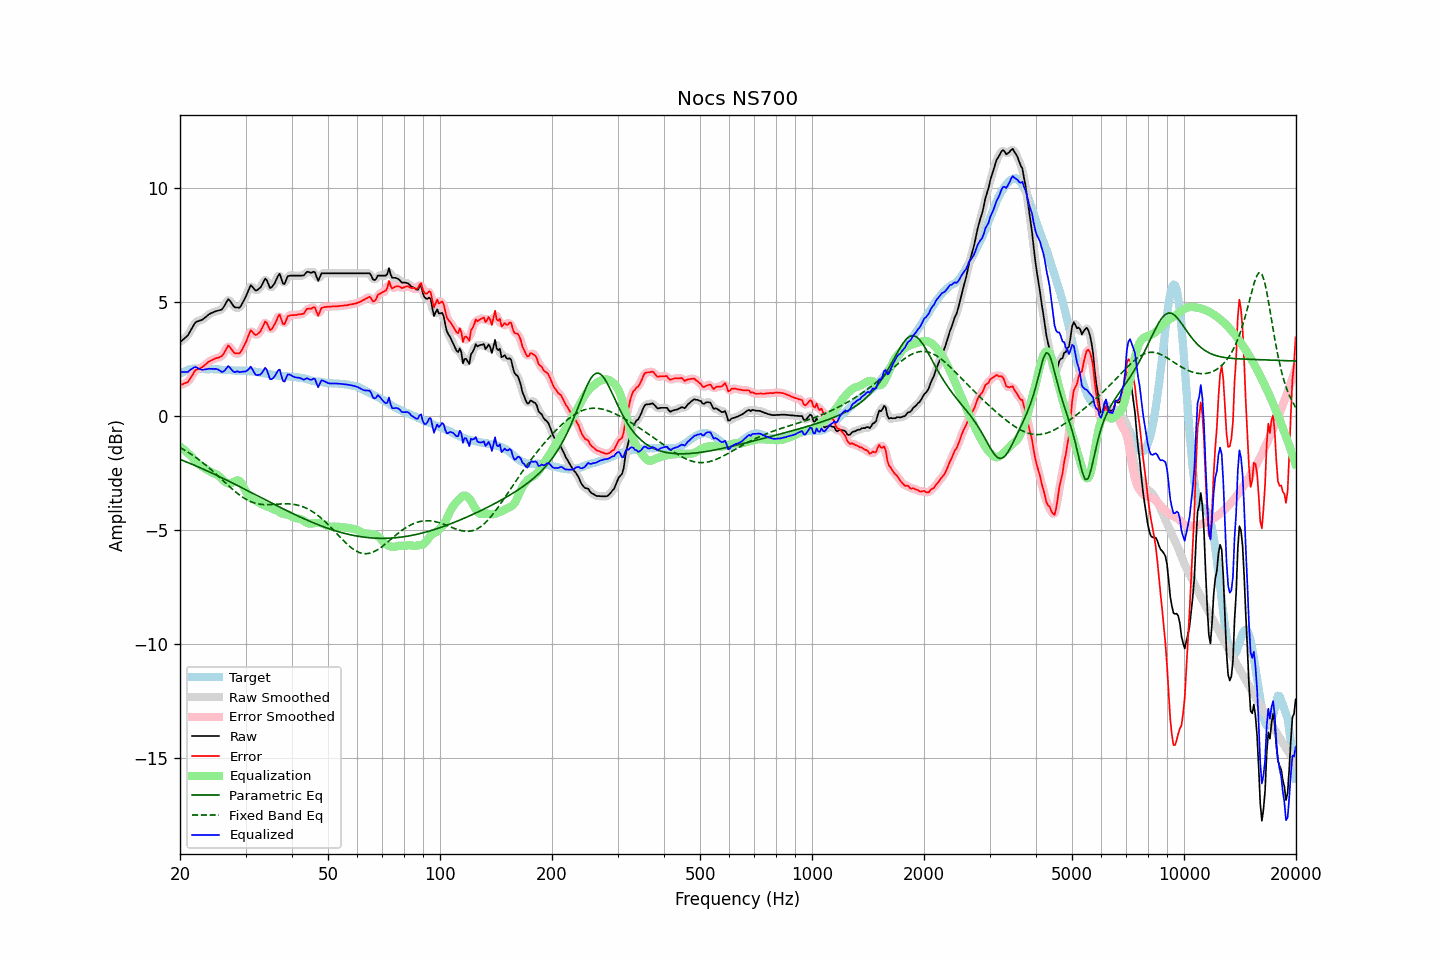 Nocs NS700
Amplitude (dBr)
10
5
0
−5
−10
−15
Target
Raw Smoothed
Error Smoothed
Raw
Error
Equalization
Parametric Eq
Fixed Band Eq
Equalized
20 50 100 200 500 1000 2000 5000 10000 20000
Frequency (Hz)